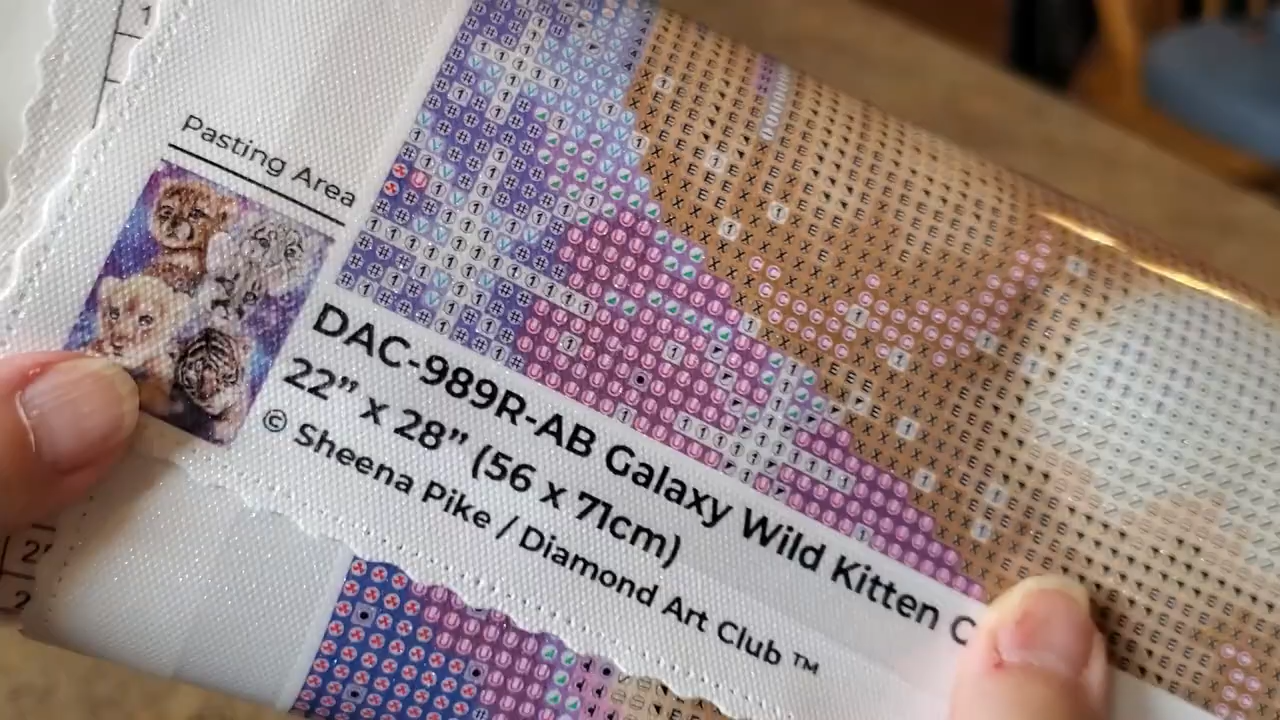 Pasting Area
DAC-989R-AB Galaxy Wild Kitten
22” x 28” (56 x 71cm)
© Sheena Pike / Diamond Art Club ™